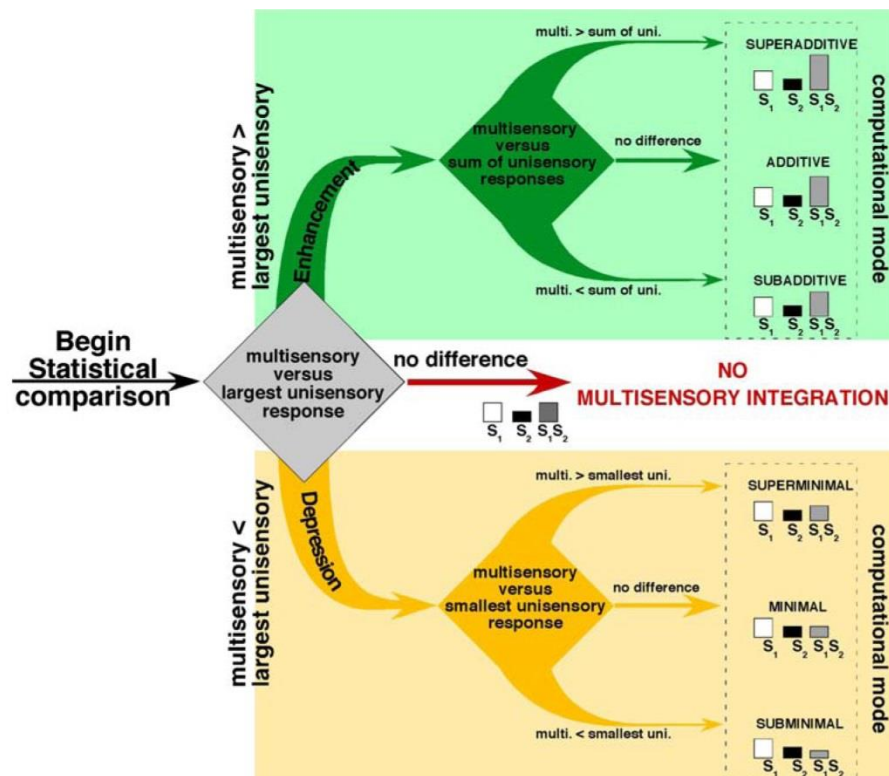 multi. > sum of uni.
SUPERADDITIVE
S1 S2 S1S2
multisensory >
largest unisensory
Enhancement
multisensory
versus
sum of unisensory
responses
no difference
ADDITIVE
S1 S2 S1S2
multi. < sum of uni.
SUBADDITIVE
S1 S2 S1S2
computational mode
Begin
Statistical
comparison
multisensory
versus
largest unisensory
response
no difference
S1 S2 S1S2
NO
MULTISENSORY INTEGRATION
multisensory <
largest unisensory
Depression
multi. > smallest uni.
SUPERMINIMAL
S1 S2 S1S2
multisensory
versus
smallest unisensory
response
no difference
MINIMAL
S1 S2 S1S2
multi. < smallest uni.
SUBMINIMAL
S1 S2 S1S2
computational mode